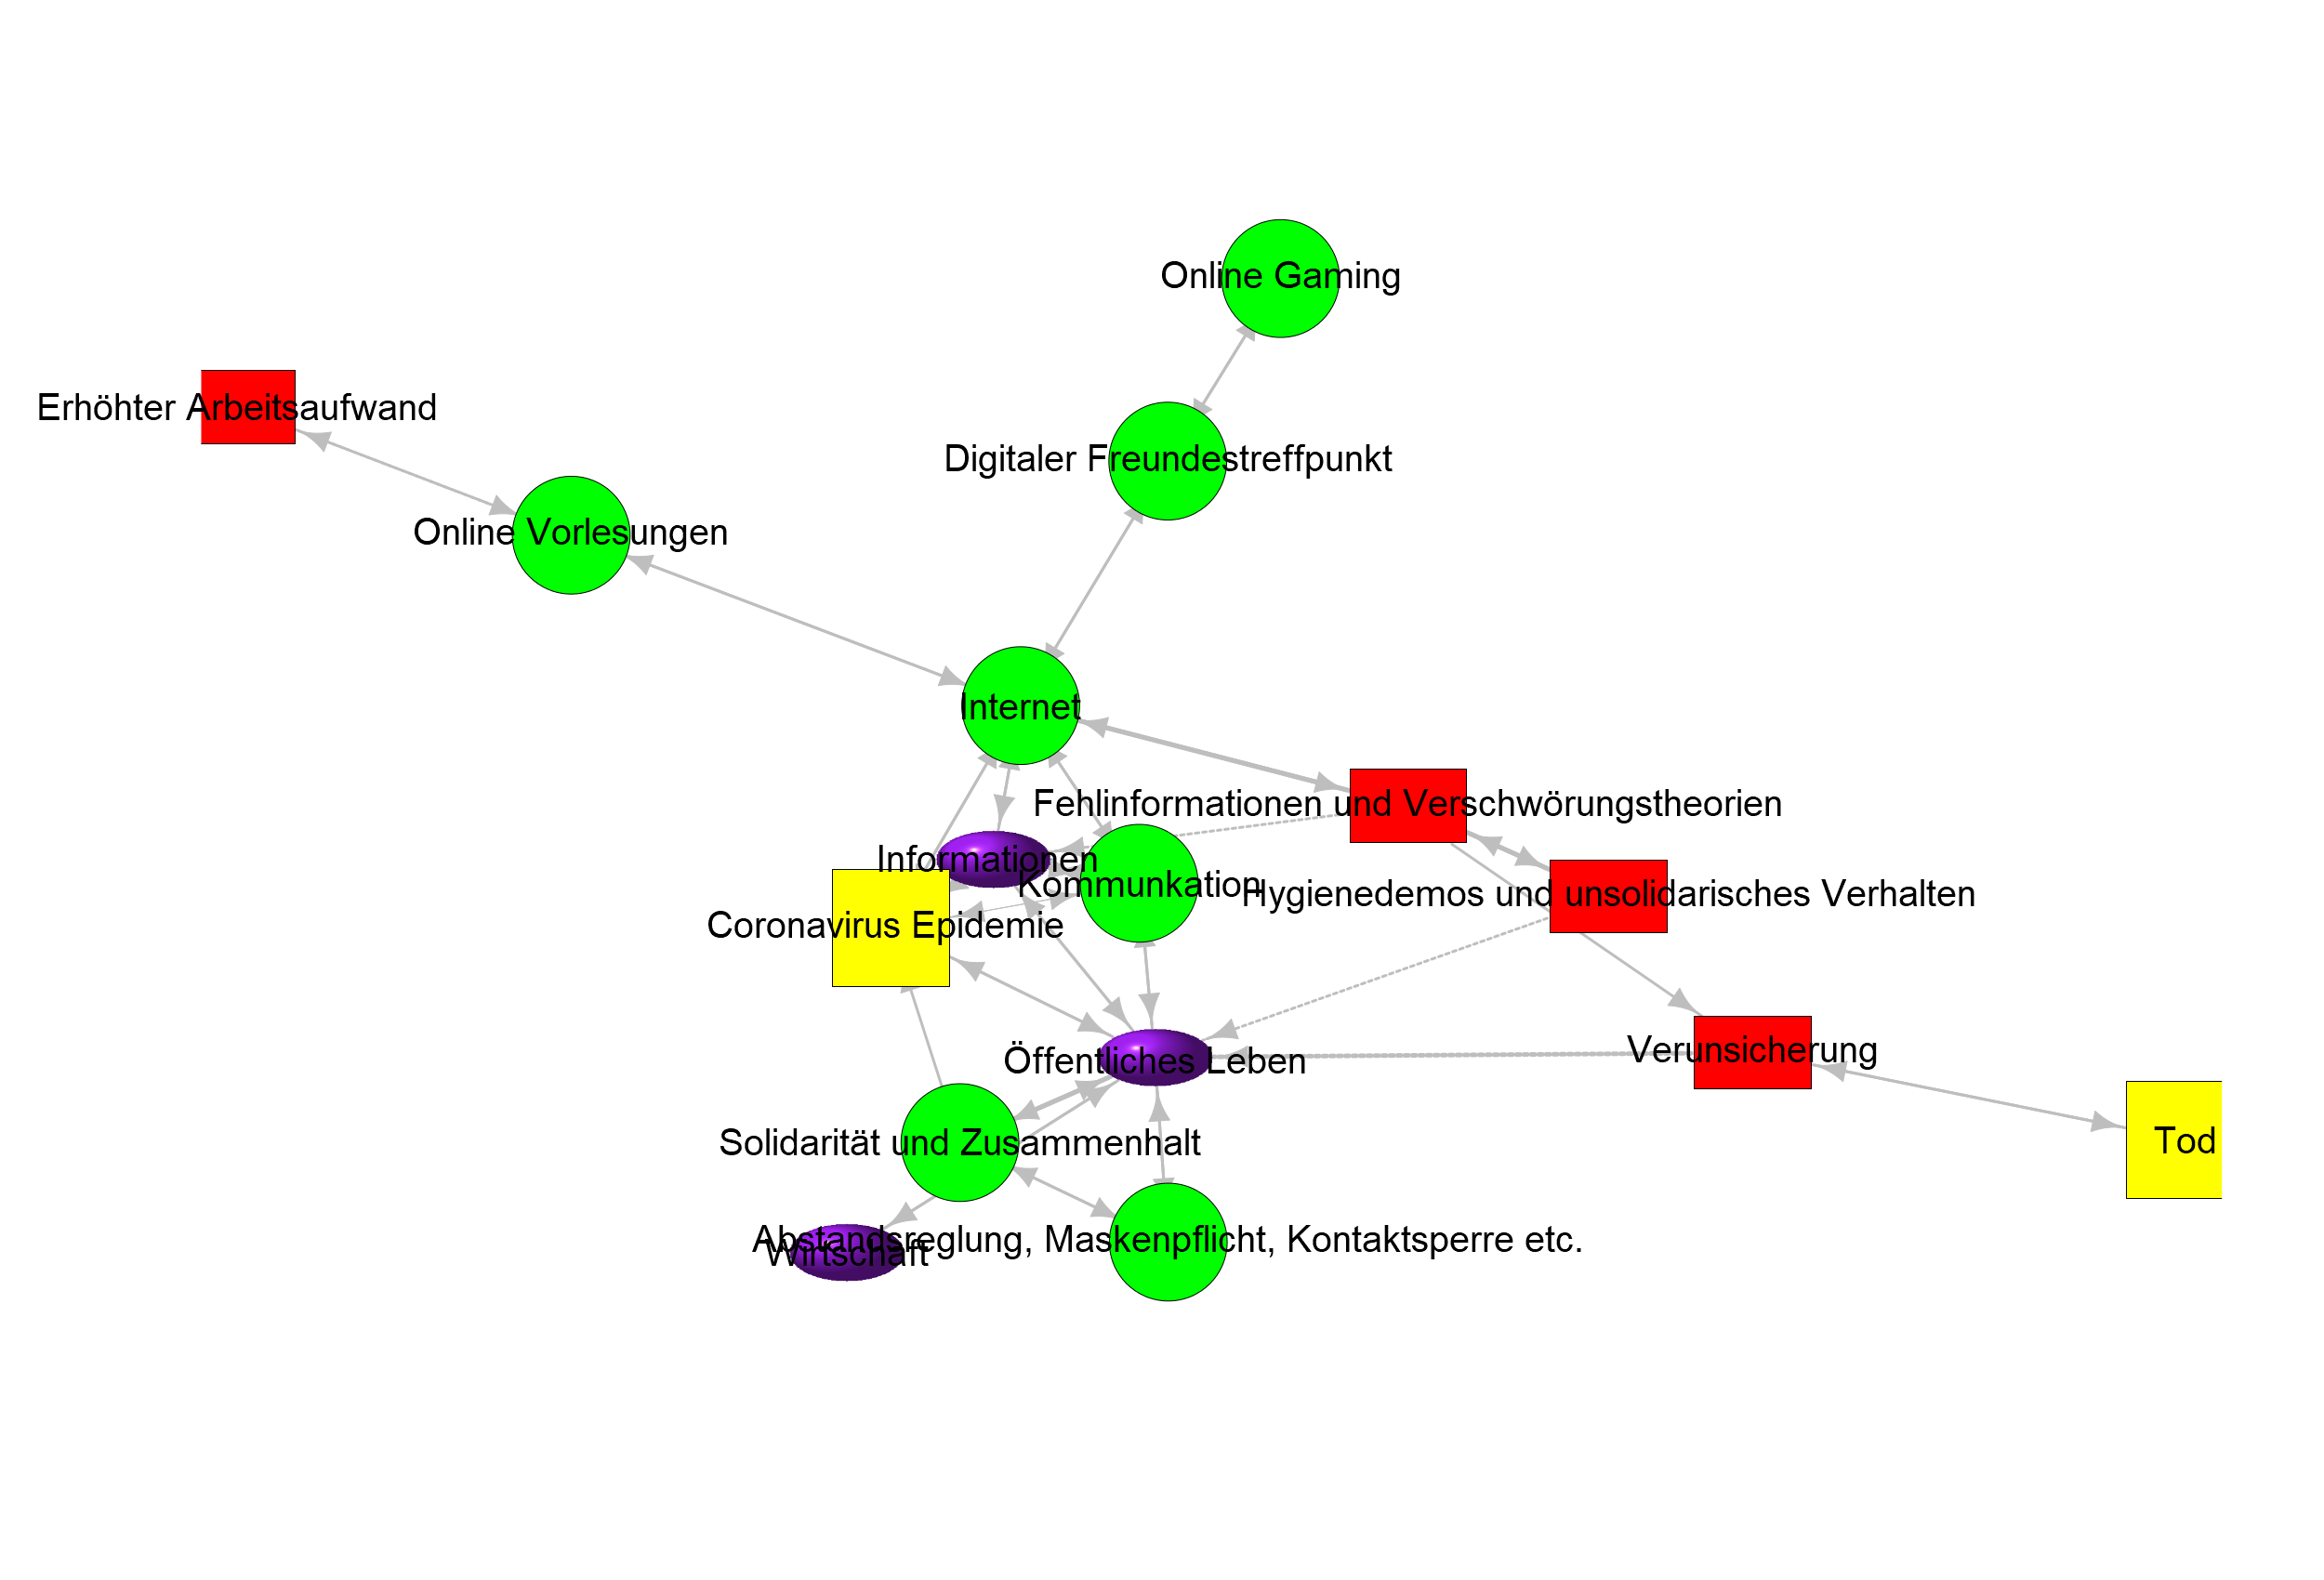 Online Gaming
Erhöhter Arbeitsaufwand
Digitaler Freundestreffpunkt
Online Vorlesungen
Internet
Fehlinformationen und Verschwörungstheorien
Informationen
Kommunkation
Hygienedemos und unsolidarisches Verhalten
Coronavirus Epidemie
Verunsicherung
Öffentliches Leben
Tod
Solidarität und Zusammenhalt
Abstandsreglung, Maskenpflicht, Kontaktsperre etc.
Wirtschaft